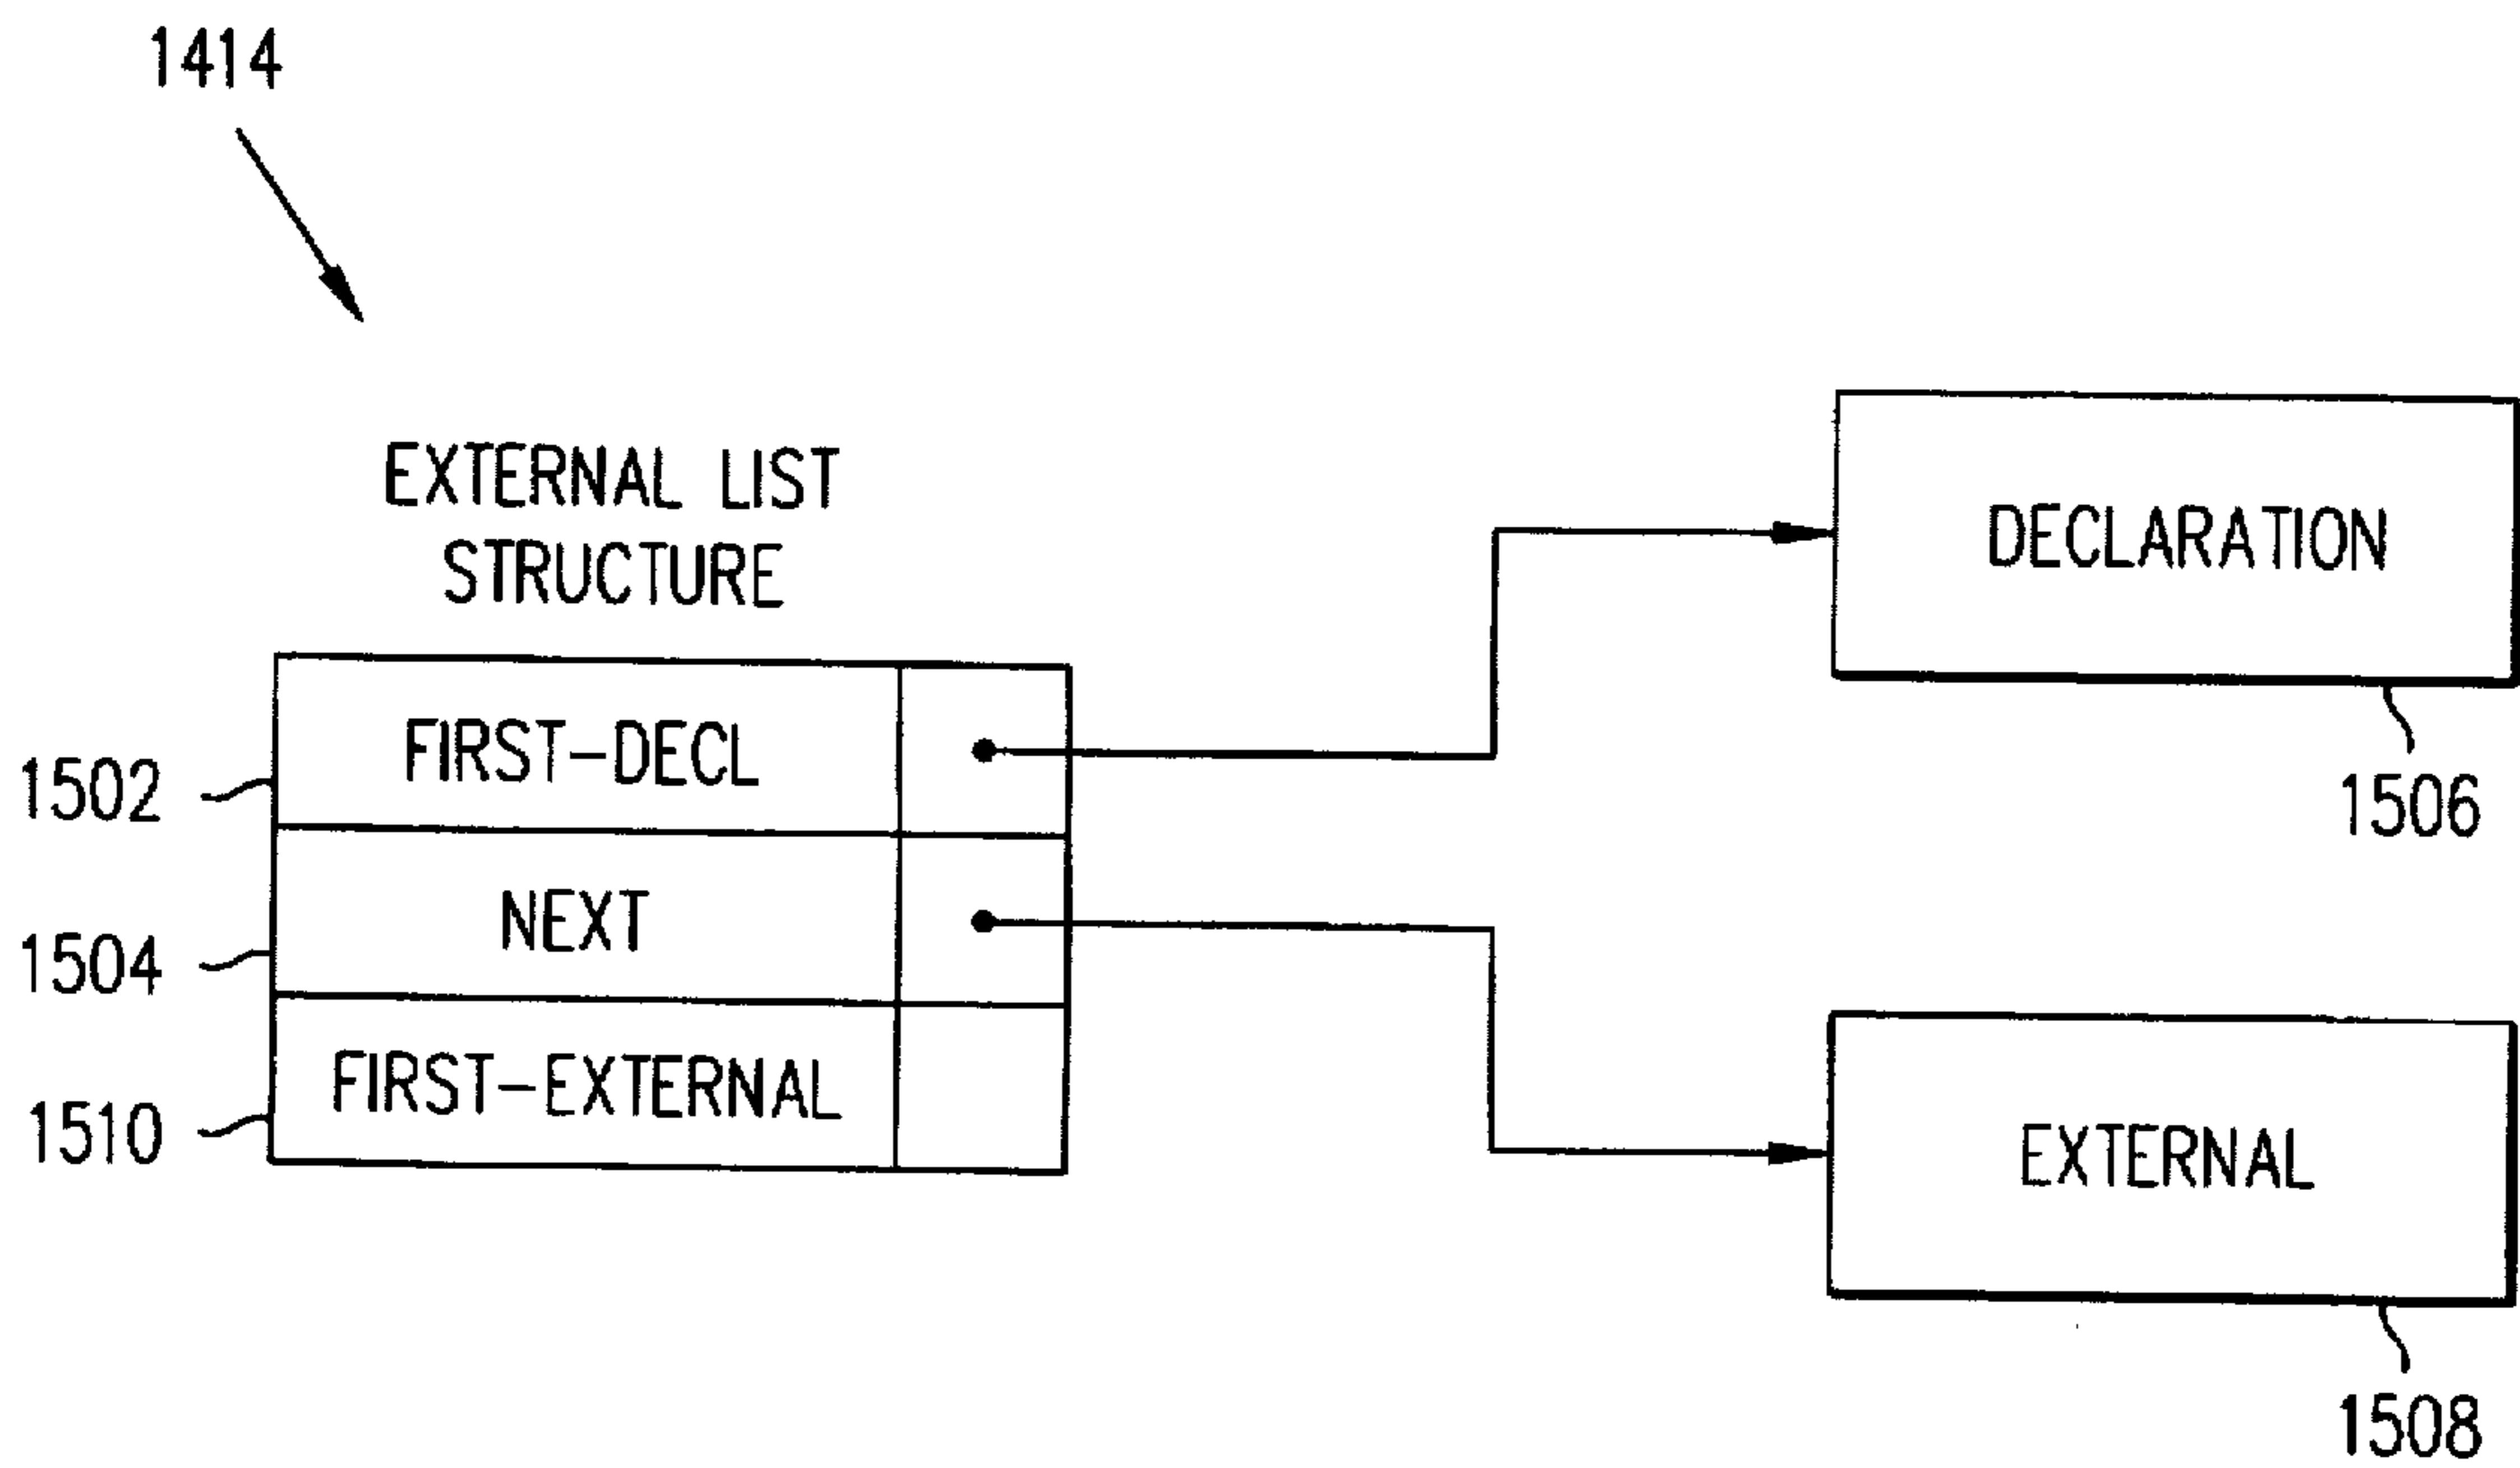 1414
EXTERNAL LIST
STRUCTURE
DECLARATION
1506
1502
FIRST-DECL
1504
NEXT
1510
FIRST-EXTERNAL
EXTERNAL
1508